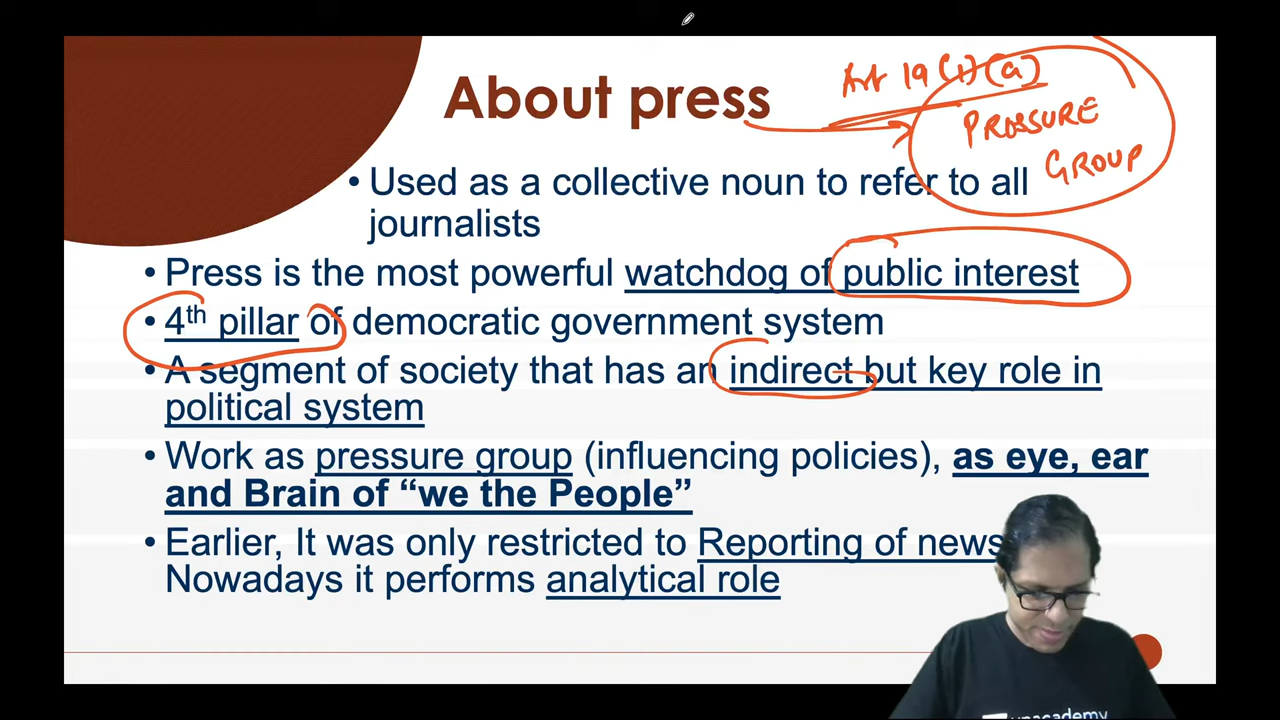 About press
Art 19 (1) (a)
PRESSURE
GROUP
• Used as a collective noun to refer to all
journalists
• Press is the most powerful watchdog of public interest
• 4th pillar of democratic government system
• A segment of society that has an indirect but key role in
political system
• Work as pressure group (influencing policies), as eye, ear
and Brain of “we the People”
• Earlier, It was only restricted to Reporting of news
Nowadays it performs analytical role
unacademy